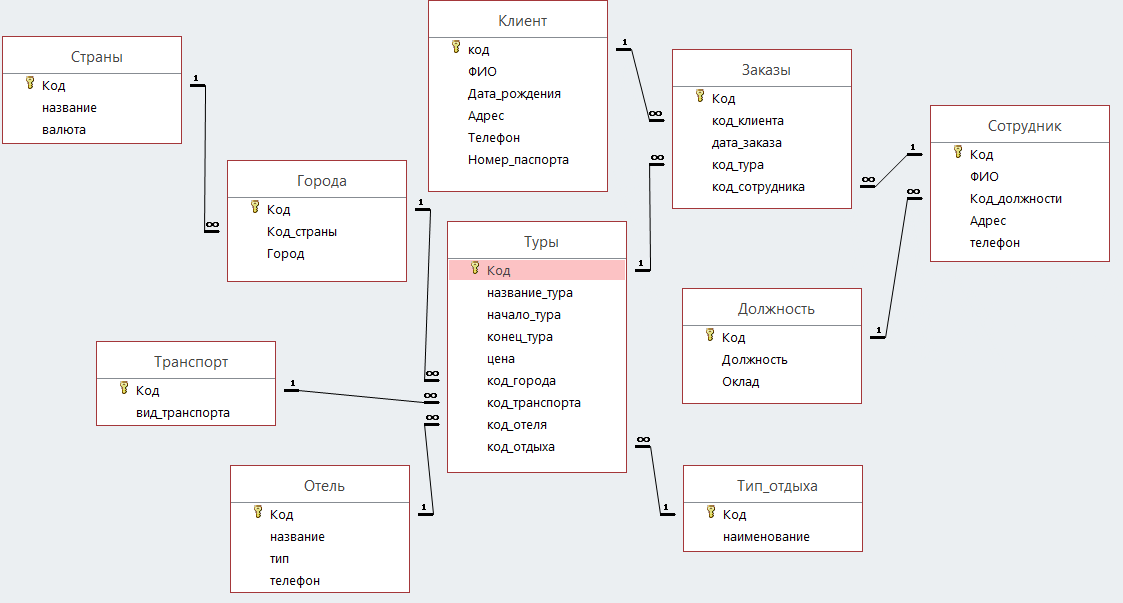 Страны
Код
название
валюта
Клиент
код
ФИО
Дата_рождения
Адрес
Телефон
Номер_паспорта
Заказы
Код
код_клиента
дата_заказа
код_тура
код_сотрудника
Сотрудник
Код
ФИО
Код_должности
Адрес
телефон
Города
Код
Код_страны
Город
Туры
Код
название_тура
начало_тура
конец_тура
цена
код_города
код_транспорта
код_отеля
код_отдыха
Должность
Код
Должность
Оклад
Транспорт
Код
вид_транспорта
Отель
Код
название
тип
телефон
Тип_отдыха
Код
наименование
1
∞
1
∞
1
∞
1
∞
1
∞
1
∞
1
∞
1
∞
1
∞